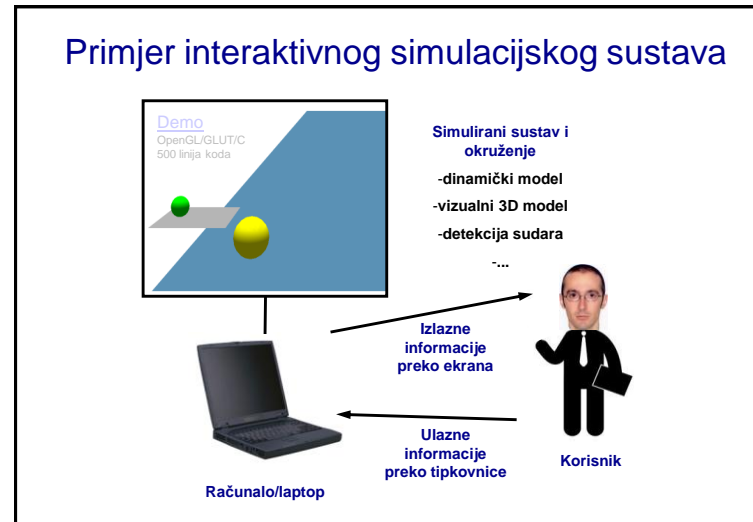 Primjer interaktivnog simulacijskog sustava
Demo
OpenGL/GLUT/C
500 linija koda
Simulirani sustav i
okruženje
-dinamički model
-vizualni 3D model
-detekcija sudara
-...
Izlazne
informacije
preko ekrana
Ulazne
informacije
preko tipkovnice
Korisnik
Računalo/laptop